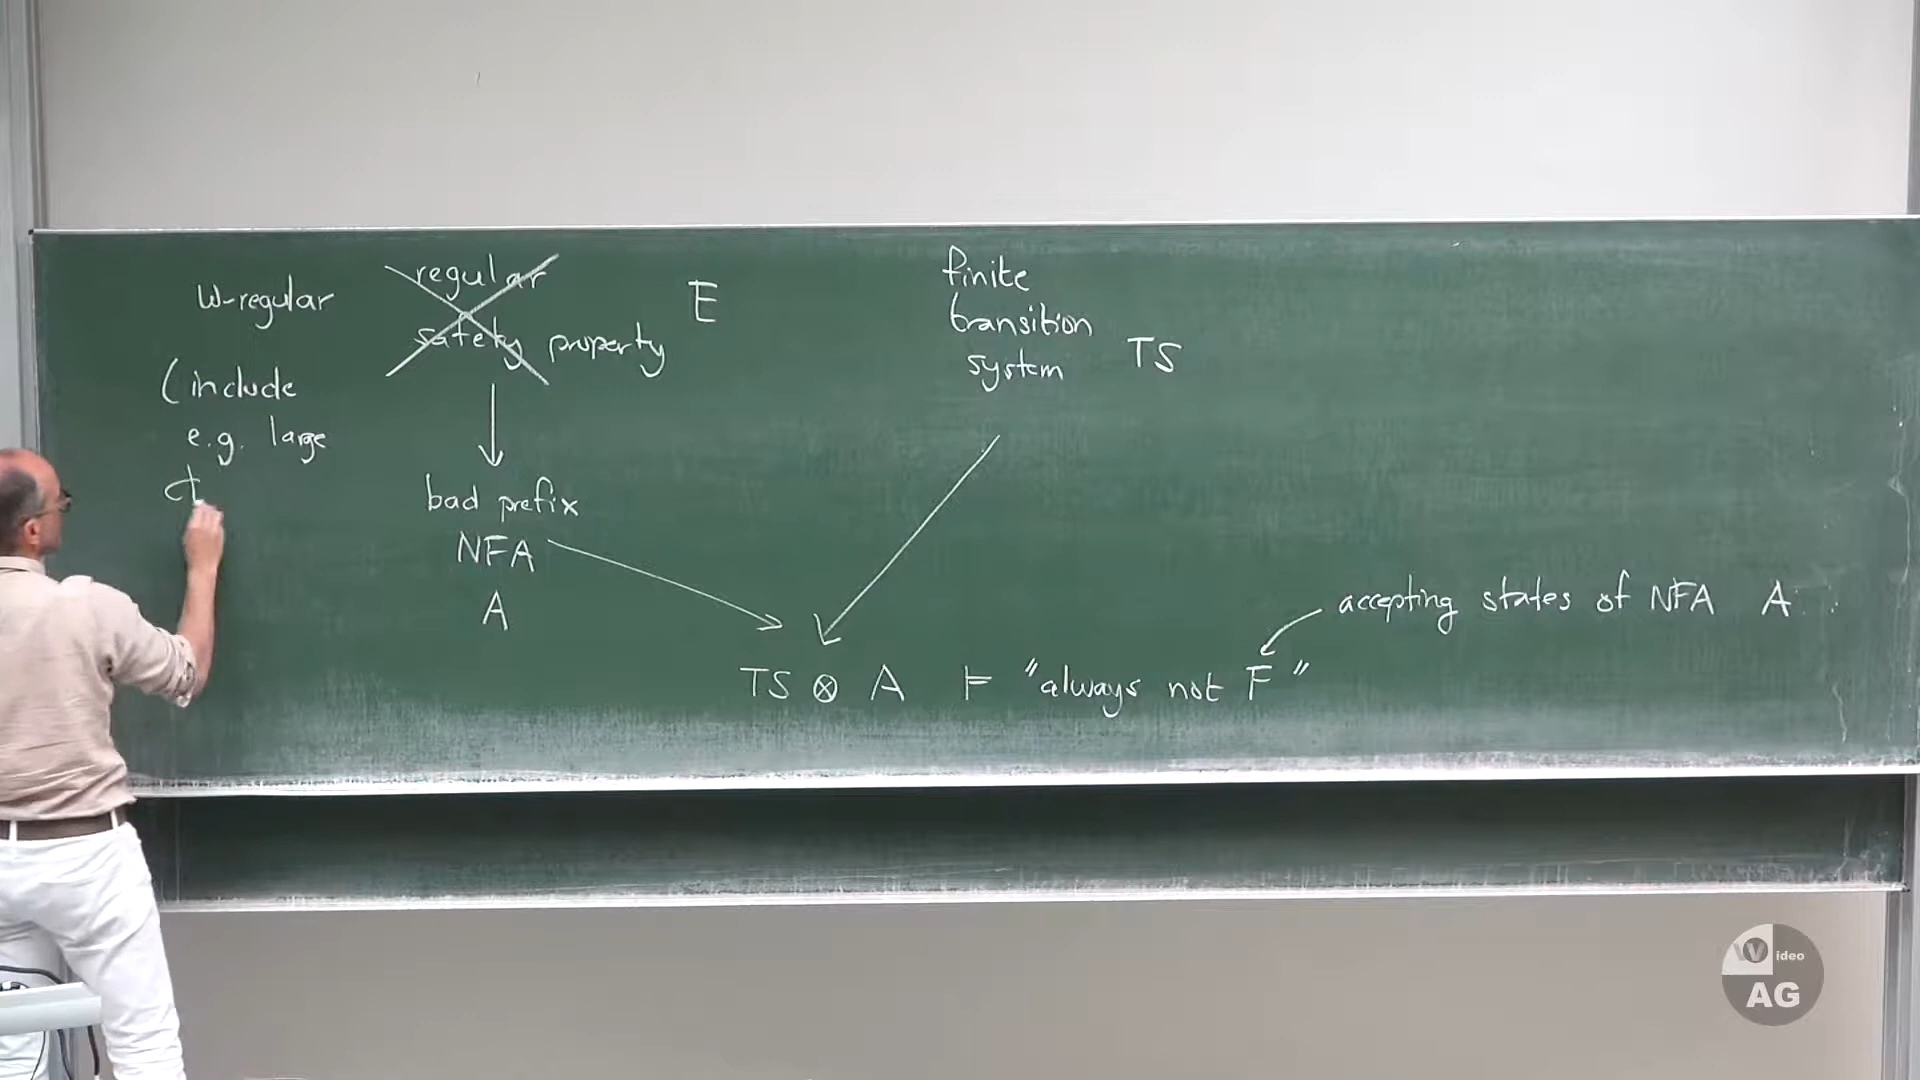 ω-regular
regular
safety property E
(include
e.g. large
finite
transition
system TS
bad prefix
NFA
A
accepting states of NFA A
TS ⊗ A ⊨ "always not F"
Video
AG